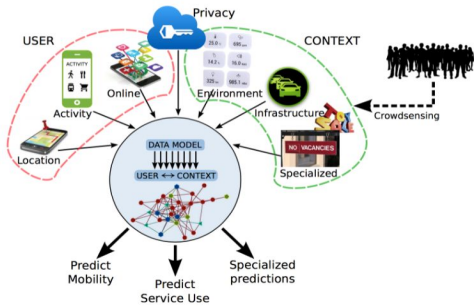 Privacy
USER
CONTEXT
ACTIVITY
Online
Environment
Activity
Infrastructure
Crowdsensing
NO VACANCIES
Location
Specialized
DATA MODEL
USER ↔ CONTEXT
Predict
Mobility
Predict
Service Use
Specialized
predictions